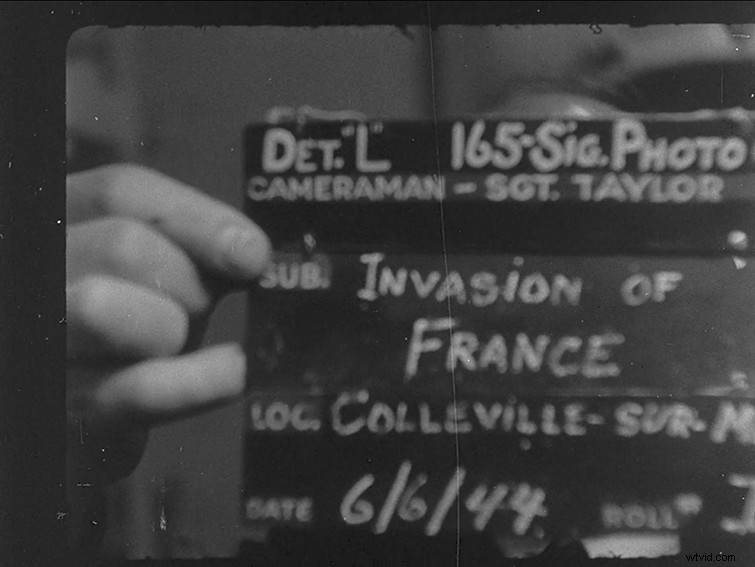 DET. "L" 165-SIG. PHOTO
CAMERAMAN - SGT. TAYLOR
SUB. INVASION OF
FRANCE
LOC. COLLEVILLE-SUR-M
DATE 6/6/44 ROLL#
wtvid.com